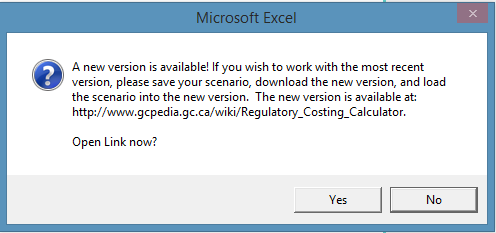 Microsoft Excel
A new version is available! If you wish to work with the most recent
version, please save your scenario, download the new version, and load
the scenario into the new version.  The new version is available at:
http://www.gcpedia.gc.ca/wiki/Regulatory_Costing_Calculator.
Open Link now?
Yes
No